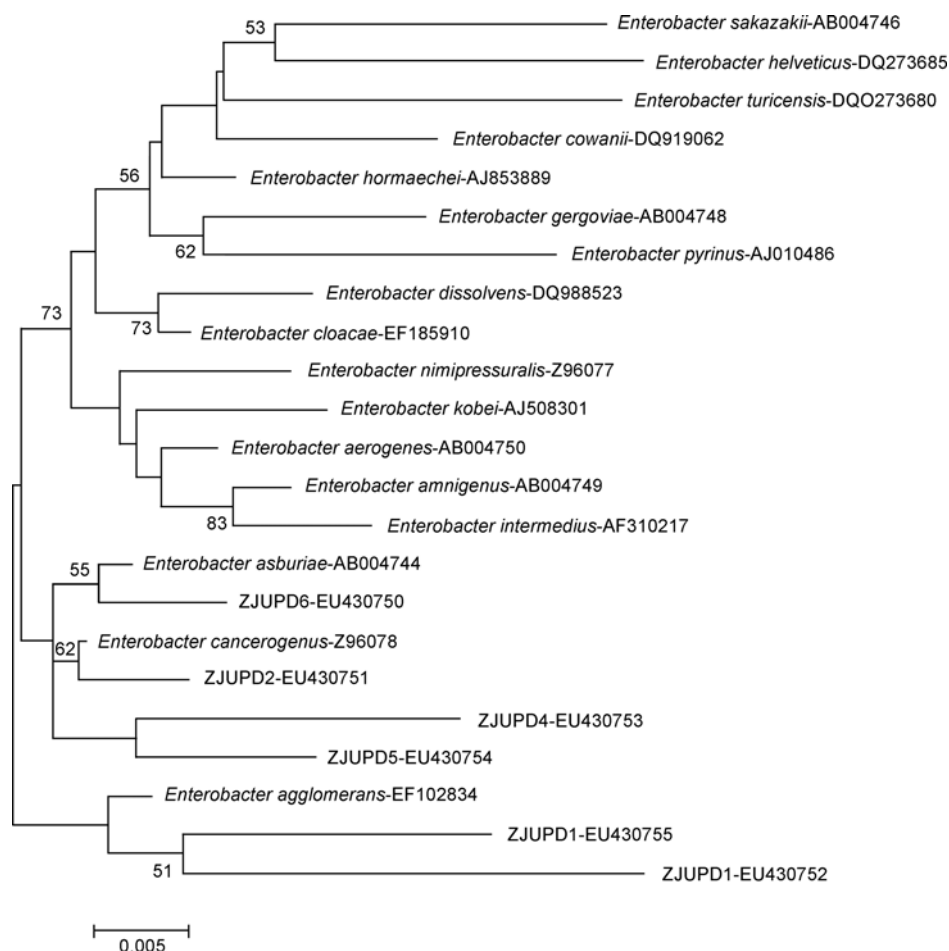 53
Enterobacter sakazakii-AB004746
Enterobacter helveticus-DQ273685
Enterobacter turicensis-DQO273680
Enterobacter cowanii-DQ919062
56
Enterobacter hormaechei-AJ853889
Enterobacter gergoviae-AB004748
62
Enterobacter pyrinus-AJ010486
Enterobacter dissolvens-DQ988523
73
73
Enterobacter cloacae-EF185910
Enterobacter nimipressuralis-Z96077
Enterobacter kobei-AJ508301
Enterobacter aerogenes-AB004750
Enterobacter amnigenus-AB004749
83
Enterobacter intermedius-AF310217
Enterobacter asburiae-AB004744
55
ZJUPD6-EU430750
Enterobacter cancerogenus-Z96078
62
ZJUPD2-EU430751
ZJUPD4-EU430753
ZJUPD5-EU430754
Enterobacter agglomerans-EF102834
ZJUPD1-EU430755
51
ZJUPD1-EU430752
0.005